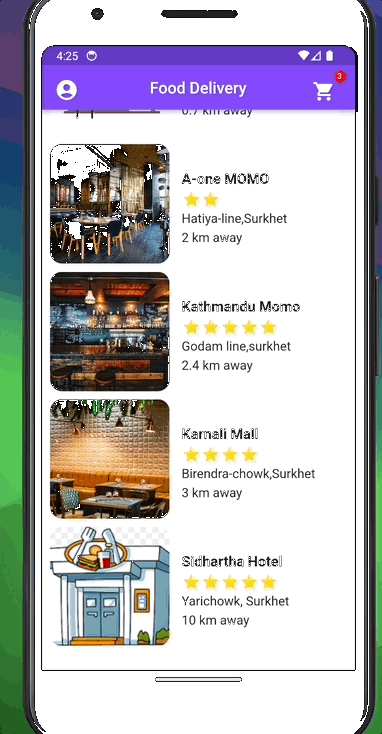 4:25
Food Delivery
3
0.7 km away
A-one MOMO
Hatiya-line,Surkhet
2 km away
Kathmandu Momo
Godam line,surkhet
2.4 km away
Karnali Mall
Birendra-chowk,Surkhet
3 km away
Sidhartha Hotel
Yarichowk, Surkhet
10 km away